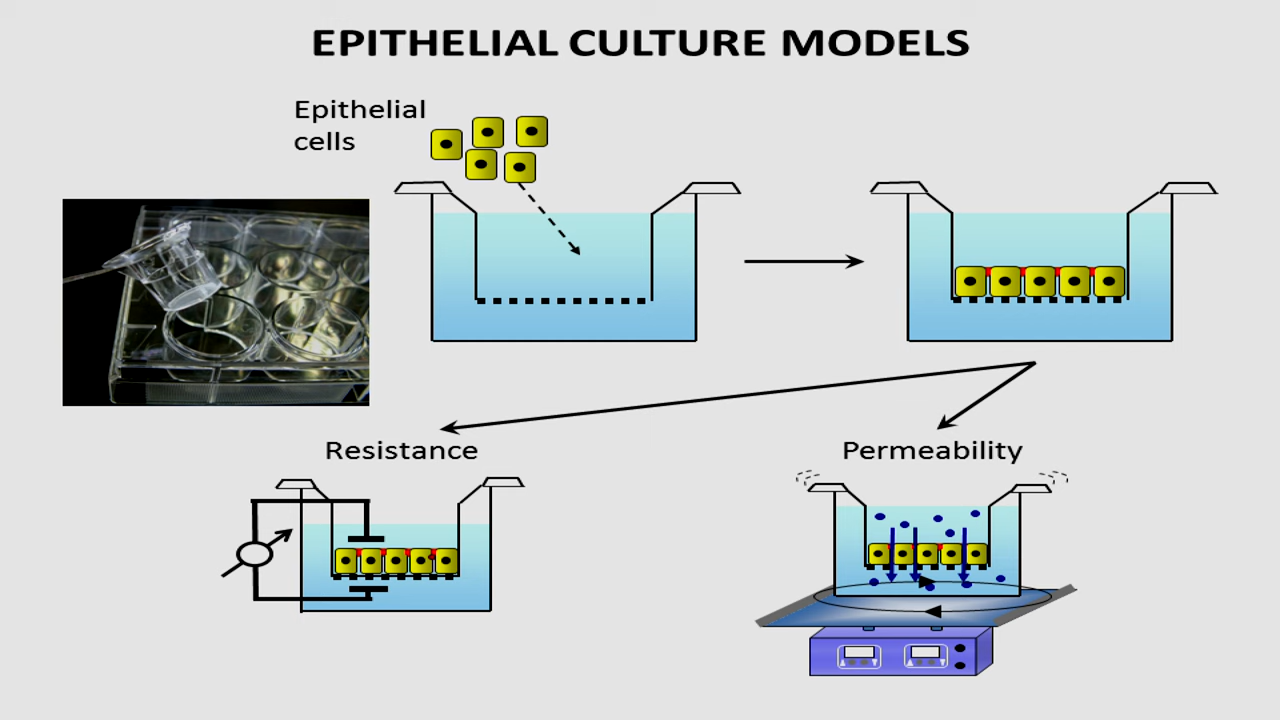 EPITHELIAL CULTURE MODELS
Epithelial
cells
Resistance
Permeability